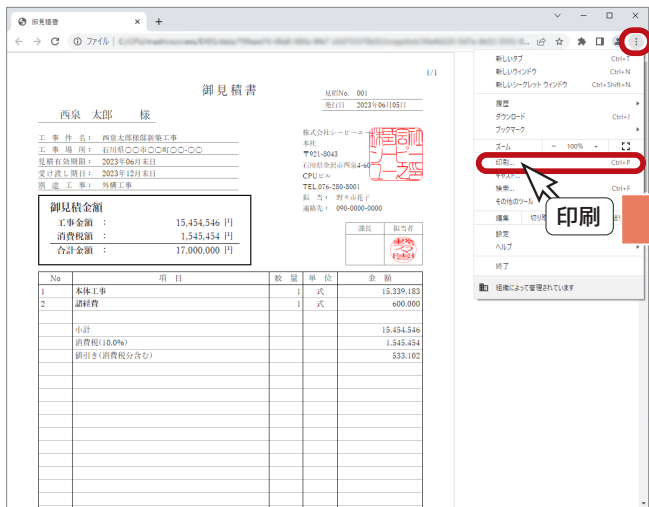 御見積書
ファイル
1/1
御 見 積 書
見積No. 001
発行日 2023年06月05日
西泉 太郎 様
工 事 件 名： 西泉太郎様邸新築工事
工 事 場 所： 石川県〇〇市〇〇町〇〇-〇〇
見積有効期限： 2023年06月末日
受け渡し期日： 2023年12月末日
別 途 工 事： 外構工事
株式会社シーピーユー
本社
〒921-8043
石川県金沢市西泉4-60
CPUビル
TEL.076-280-8001
担 当： 野々市花子
連絡先： 090-0000-0000
御見積金額
工事金額 ： 15,454,546 円
消費税額 ： 1,545,454 円
合計金額 ： 17,000,000 円
課長 担当者
No 項 目 数 量 単 位 金 額
1 本体工事 1 式 15.339.183
2 諸経費 1 式 600.000
小計 15.454.546
消費税(10.0%) 1.545.454
値引き(消費税分含む) 533.102
新しいタブ Ctrl+T
新しいウィンドウ Ctrl+N
新しいシークレット ウィンドウ Ctrl+Shift+N
履歴
ダウンロード Ctrl+J
ブックマーク
ズーム − 100% +
印刷... Ctrl+P
キャスト...
検索... Ctrl+F
その他のツール
編集
設定
ヘルプ
終了
組織によって管理されています
印刷